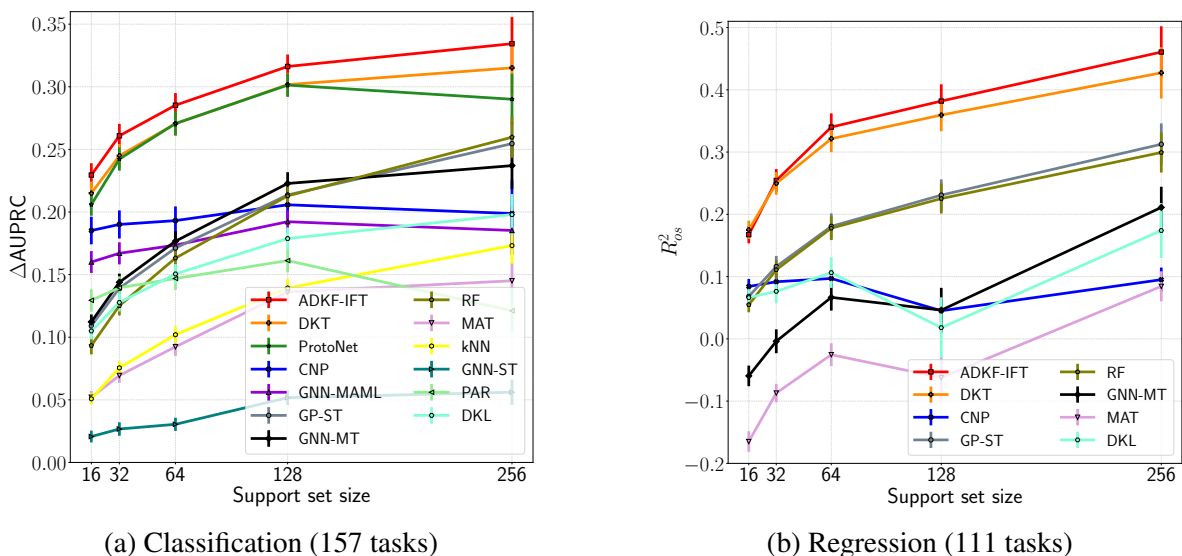 0.35
0.30
0.25
0.20
0.15
0.10
0.05
0.00
ΔAUPRC
16 32 64 128 256
Support set size
ADKF-IFT
DKT
ProtoNet
CNP
GNN-MAML
GP-ST
GNN-MT
RF
MAT
kNN
GNN-ST
PAR
DKL
(a) Classification (157 tasks)
0.5
0.4
0.3
0.2
0.1
0.0
−0.1
−0.2
R²os
16 32 64 128 256
Support set size
ADKF-IFT
DKT
CNP
GP-ST
RF
GNN-MT
MAT
DKL
(b) Regression (111 tasks)